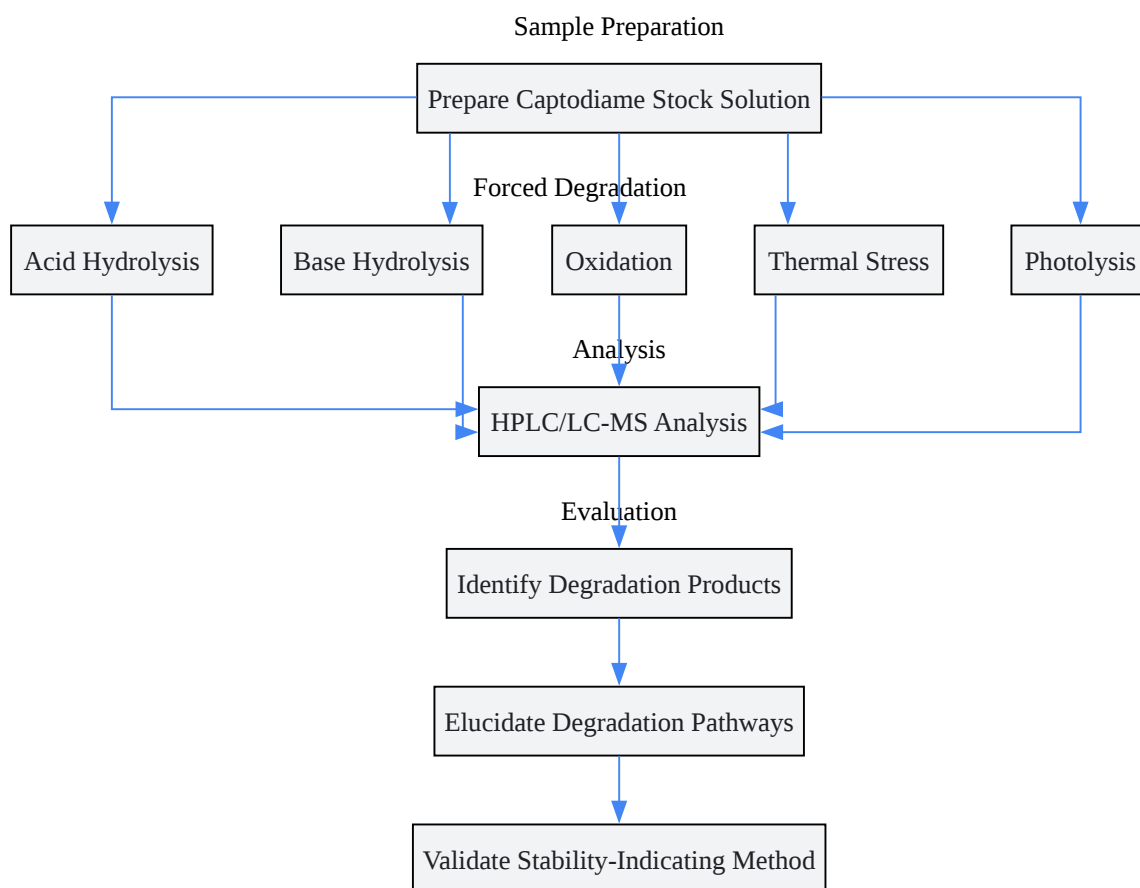 Sample Preparation
Prepare Captodiame Stock Solution
Forced Degradation
Acid Hydrolysis
Base Hydrolysis
Oxidation
Thermal Stress
Photolysis
Analysis
HPLC/LC-MS Analysis
Evaluation
Identify Degradation Products
Elucidate Degradation Pathways
Validate Stability-Indicating Method